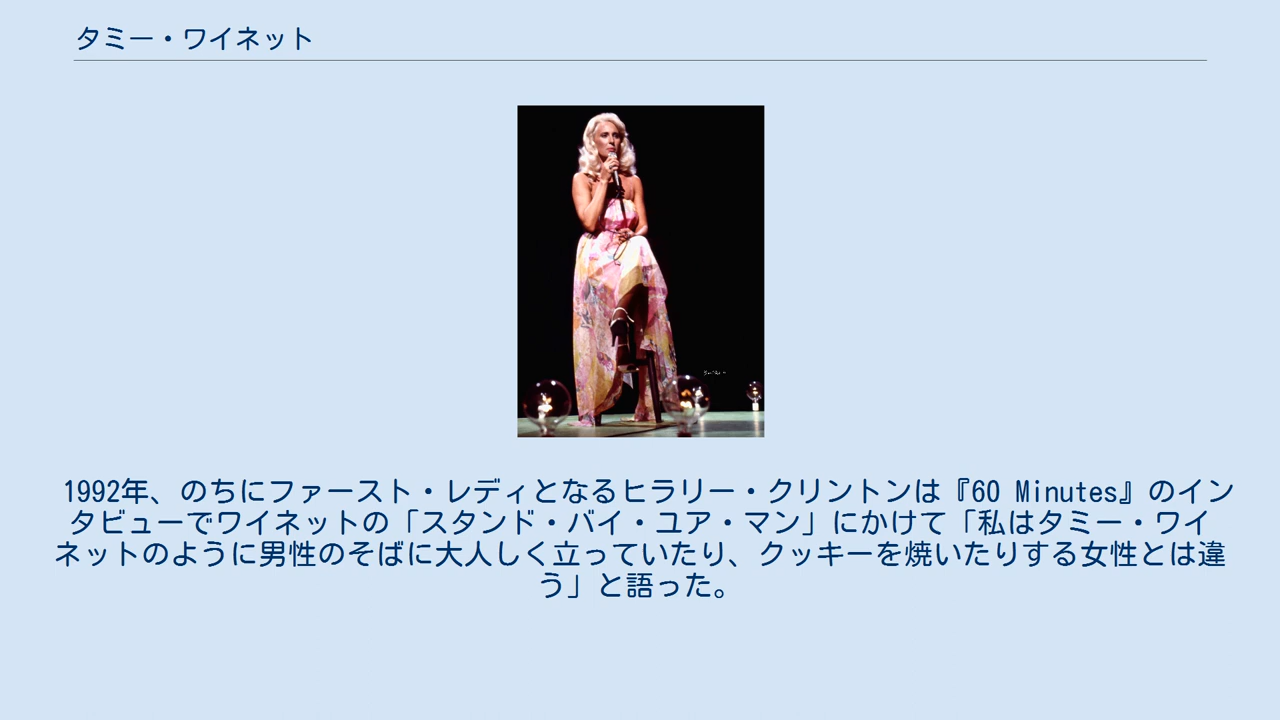 タミー・ワイネット
1992年、のちにファースト・レディとなるヒラリー・クリントンは『60 Minutes』のイン
タビューでワイネットの「スタンド・バイ・ユア・マン」にかけて「私はタミー・ワイ
ネットのように男性のそばに大人しく立っていたり、クッキーを焼いたりする女性とは違
う」と語った。